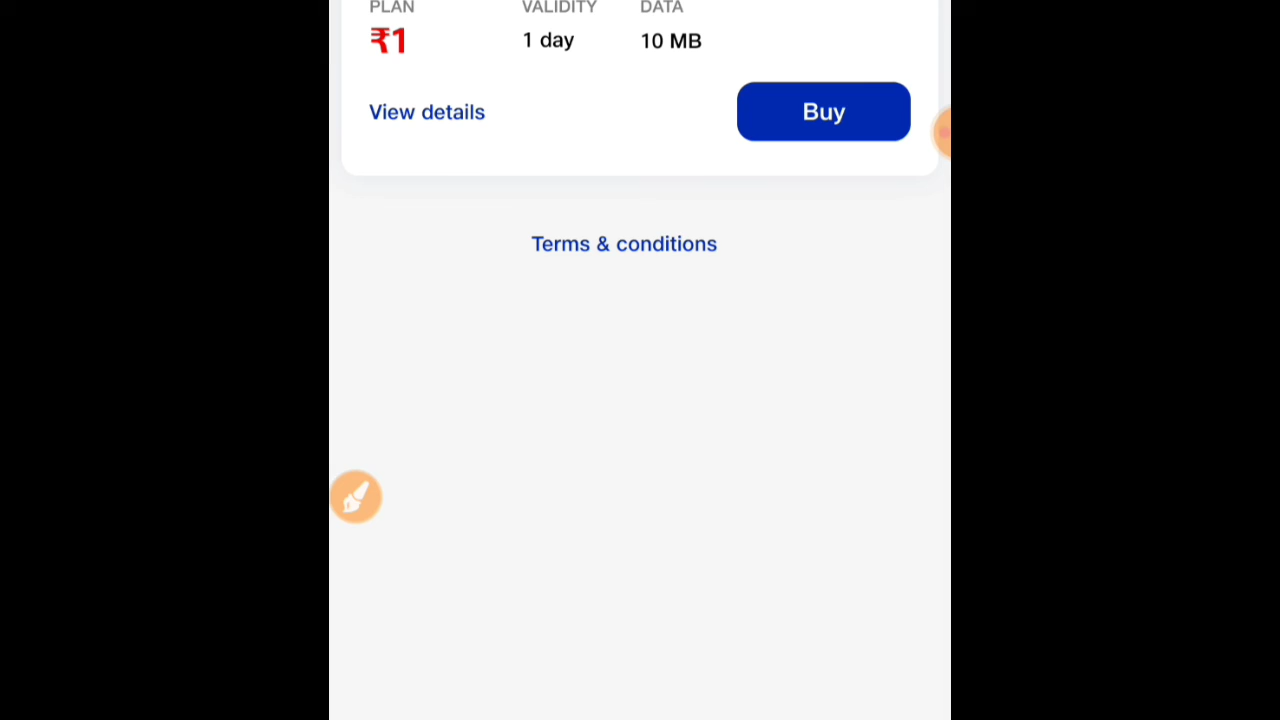 PLAN VALIDITY DATA
₹1 1 day 10 MB
View details Buy
Terms & conditions